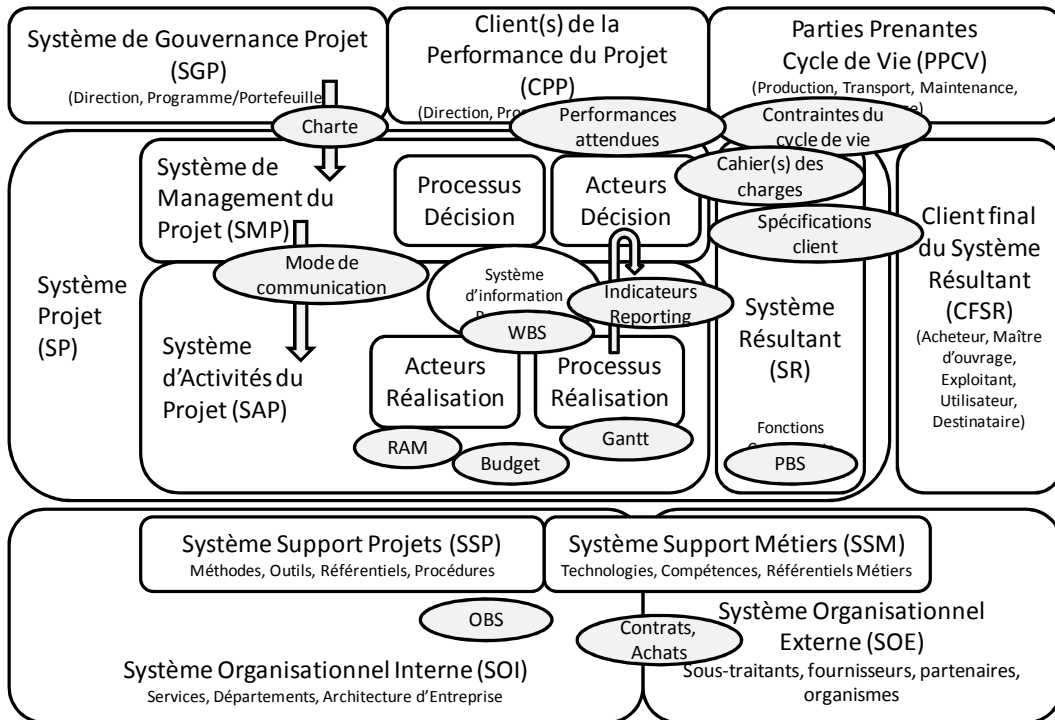 Système de Gouvernance Projet
(SGP)
(Direction, Programme/Portefeuille
Charte
Client(s) de la
Performance du Projet
(CPP)
(Direction,
Performances
attendues
Parties Prenantes
Cycle de Vie (PPCV)
(Production, Transport, Maintenance,
Contraintes du
cycle de vie
Système
Projet
(SP)
Système de
Management du
Projet (SMP)
Processus
Décision
Acteurs
Décision
Cahier(s) des
charges
Spécifications
client
Mode de
communication
Système
d'information
WBS
Indicateurs
Reporting
Système
d'Activités du
Projet (SAP)
Acteurs
Réalisation
Processus
Réalisation
RAM
Budget
Gantt
Système
Résultant
(SR)
Fonctions
PBS
Client final
du Système
Résultant
(CFSR)
(Acheteur, Maître
d'ouvrage,
Exploitant,
Utilisateur,
Destinataire)
Système Support Projets (SSP)
Méthodes, Outils, Référentiels, Procédures
Système Support Métiers (SSM)
Technologies, Compétences, Référentiels Métiers
OBS
Contrats,
Achats
Système Organisationnel Interne (SOI)
Services, Départements, Architecture d'Entreprise
Système Organisationnel
Externe (SOE)
Sous-traitants, fournisseurs, partenaires,
organismes